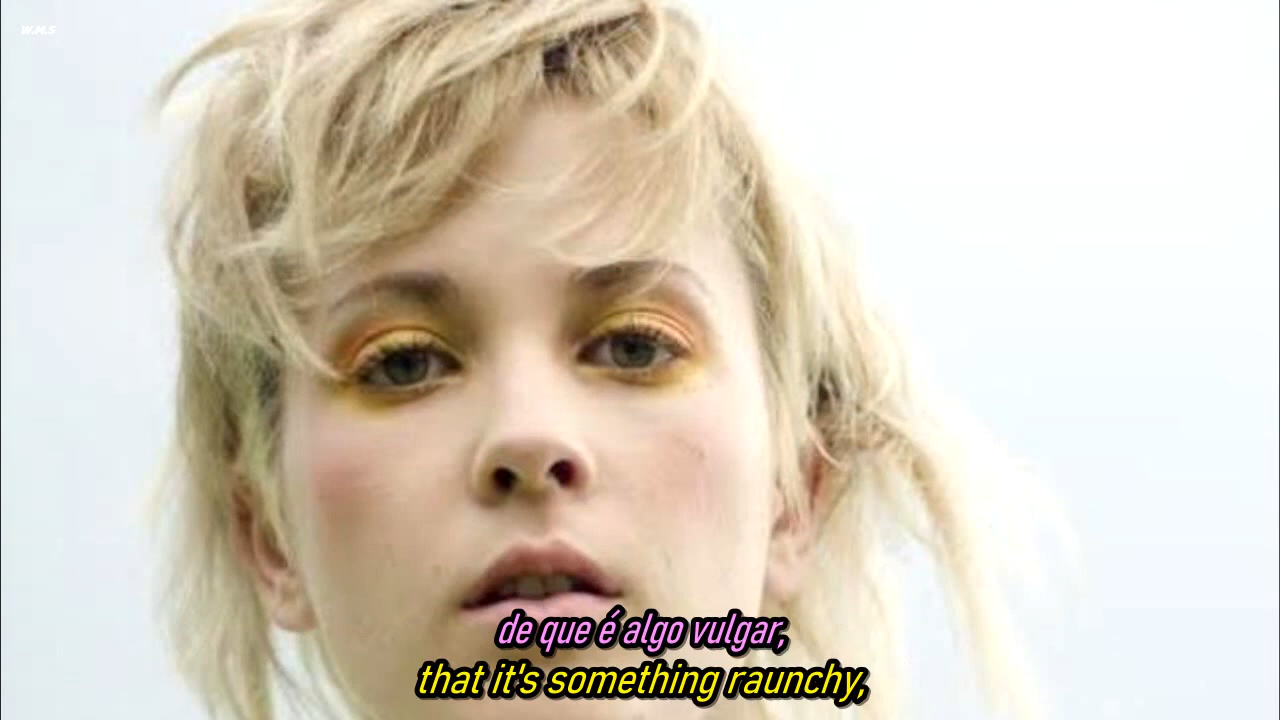 W.M.S
de que é algo vulgar,
that it's something raunchy,